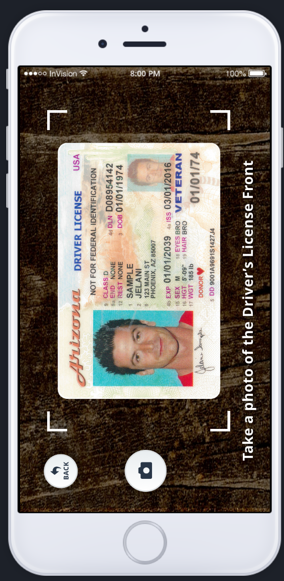 InVision
8:00 PM
100%
Arizona DRIVER LICENSE USA
NOT FOR FEDERAL IDENTIFICATION
9 CLASS D
9a END NONE
12 REST NONE
4d DLN D08954142
3 DOB 01/01/1974
1 SAMPLE
2 JELANI
8 123 MAIN ST
PHOENIX, AZ 85007
4b EXP 01/01/2039
4a ISS 03/01/2016
15 SEX M
18 EYES BRO
VETERAN
16 HGT 5'-09"
19 HAIR BRO
17 WGT 185 lb
01/01/74
DONOR
Jelani Sample
BACK
Take a photo of the Driver's License Front